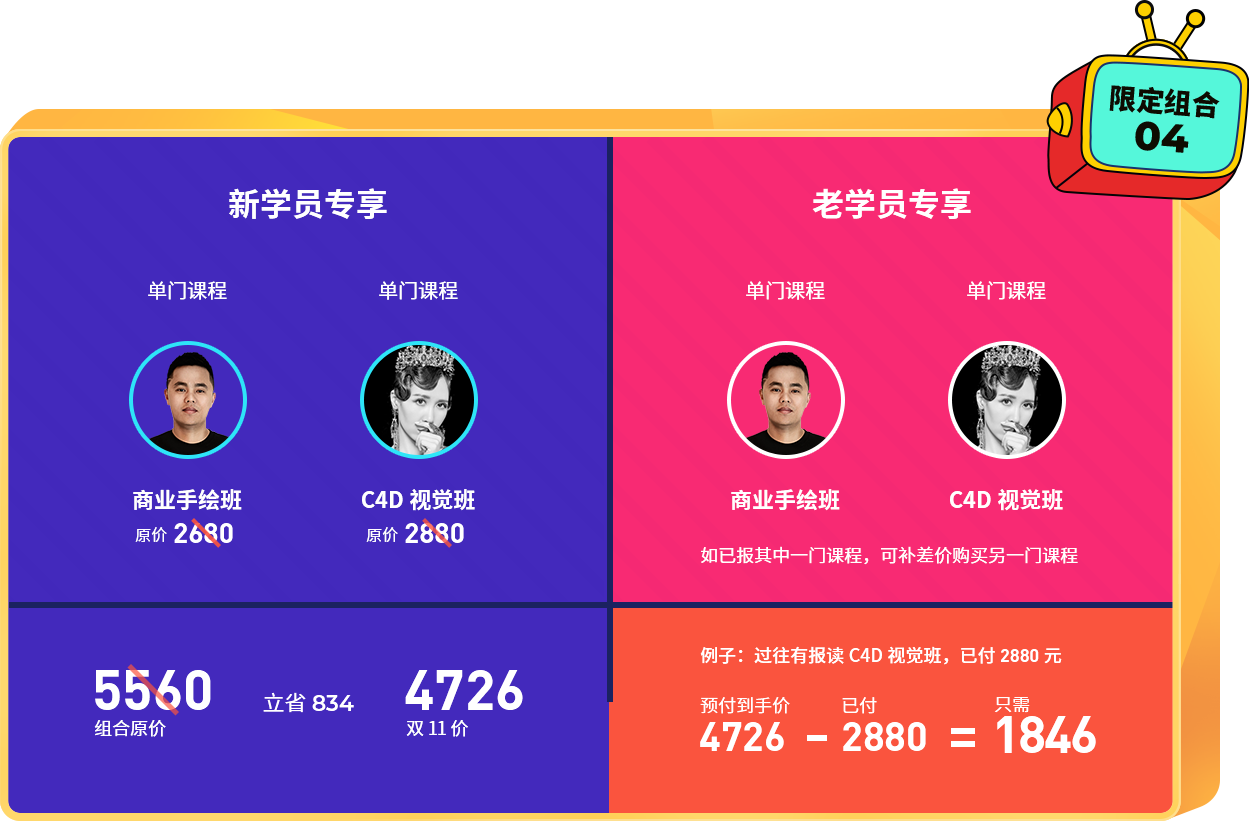 限定组合
04
新学员专享
单门课程
单门课程
商业手绘班
原价 2680
C4D 视觉班
原价 2880
5560
组合原价
立省 834
4726
双 11 价
老学员专享
单门课程
单门课程
商业手绘班
C4D 视觉班
如已报其中一门课程，可补差价购买另一门课程
例子：过往有报读 C4D 视觉班，已付 2880 元
预付到手价 已付 只需
4726 - 2880 = 1846